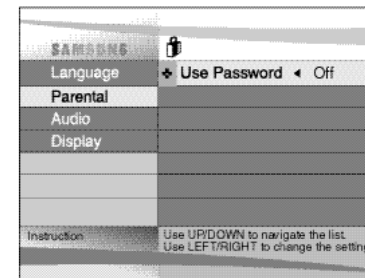 SAMSUNG
Language
Use Password ◄ Off
Parental
Audio
Display
Instruction
Use UP/DOWN to navigate the list.
Use LEFT/RIGHT to change the setting